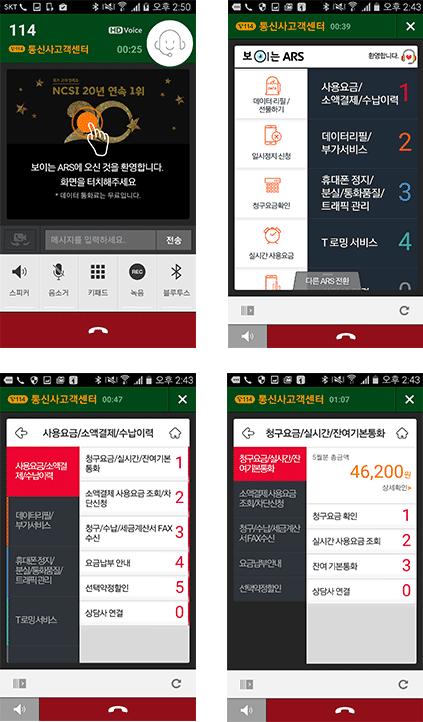 SKT 오후 2:50
114
HD Voice
114 통신사고객센터
00:25
NCSI 20년 연속 1위
20
보이는 ARS에 오신 것을 환영합니다.
화면을 터치해주세요
* 데이터 통화료는 무료입니다.
메시지를 입력하세요.
전송
스피커
음소거
키패드
REC
녹음
블루투스
오후 2:43
114 통신사고객센터 00:39
보이는 ARS
환영합니다.
데이터 리필/
선물하기
일시정지 신청
청구요금확인
실시간 사용요금
사용요금/
소액결제/수납이력
1
데이터리필/
부가서비스
2
휴대폰 정지/
분실/통화품질/
트래픽 관리
3
T 로밍 서비스
4
다른 ARS 전환
오후 2:43
114 통신사고객센터 00:47
사용요금/소액결제/수납이력
사용요금/소액결
제/수납이력
데이터리필/
부가서비스
휴대폰 정지/
분실/통화품질/
트래픽 관리
T 로밍 서비스
청구요금/실시간/잔여기본
통화
1
소액결제 사용요금 조회/차
단신청
2
청구/수납/세금계산서 FAX
수신
3
요금납부 안내
4
선택약정할인
5
상담사 연결
0
오후 2:43
114 통신사고객센터 01:07
청구요금/실시간/잔여기본통화
청구요금/실시간/잔
여기본통화
소액결제 사용요금
조회/차단신청
청구/수납/세금계산
서 FAX수신
요금납부안내
선택약정할인
5월분 총금액
46,200원
상세확인>
청구요금 확인
1
실시간 사용요금 조회
2
잔여 기본통화
3
상담사 연결
0